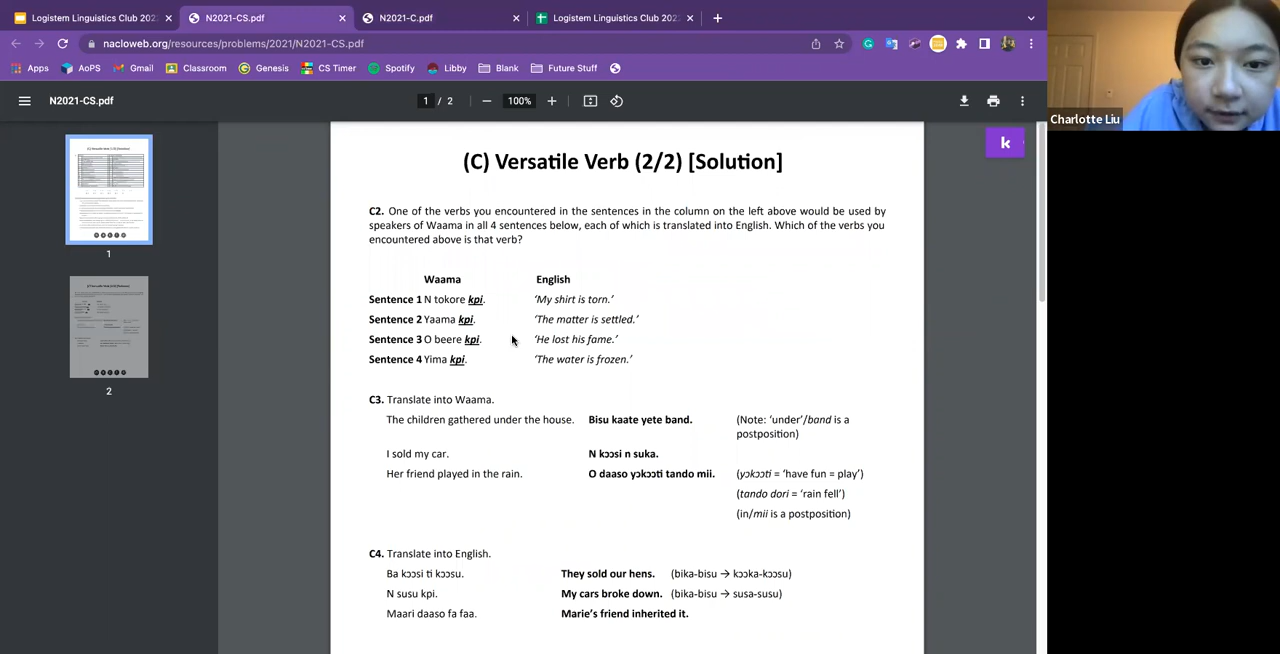 Logistem Linguistics Club 202
N2021-CS.pdf
N2021-C.pdf
Logistem Linguistics Club 202
nacloweb.org/resources/problems/2021/N2021-CS.pdf
Apps
AoPS
Gmail
Classroom
Genesis
CS Timer
Spotify
Libby
Blank
Future Stuff
N2021-CS.pdf
1 / 2
100%
Charlotte Liu
k
1
2
(C) Versatile Verb (2/2) [Solution]
C2. One of the verbs you encountered in the sentences in the column on the left above would be used by
speakers of Waama in all 4 sentences below, each of which is translated into English. Which of the verbs you
encountered above is that verb?
Waama English
Sentence 1 N tokore kpi. ‘My shirt is torn.’
Sentence 2 Yaama kpi. ‘The matter is settled.’
Sentence 3 O beere kpi. ‘He lost his fame.’
Sentence 4 Yima kpi. ‘The water is frozen.’
C3. Translate into Waama.
The children gathered under the house. Bisu kaate yete band. (Note: ‘under’/band is a
postposition)
I sold my car. N kɔɔsi n suka.
Her friend played in the rain. O daaso yɔkɔɔti tando mii. (yɔkɔɔti = ‘have fun = play’)
(tando dori = ‘rain fell’)
(in/mii is a postposition)
C4. Translate into English.
Ba kɔɔsi ti kɔɔsu. They sold our hens. (bika-bisu → kɔɔka-kɔɔsu)
N susu kpi. My cars broke down. (bika-bisu → susa-susu)
Maari daaso fa faa. Marie’s friend inherited it.